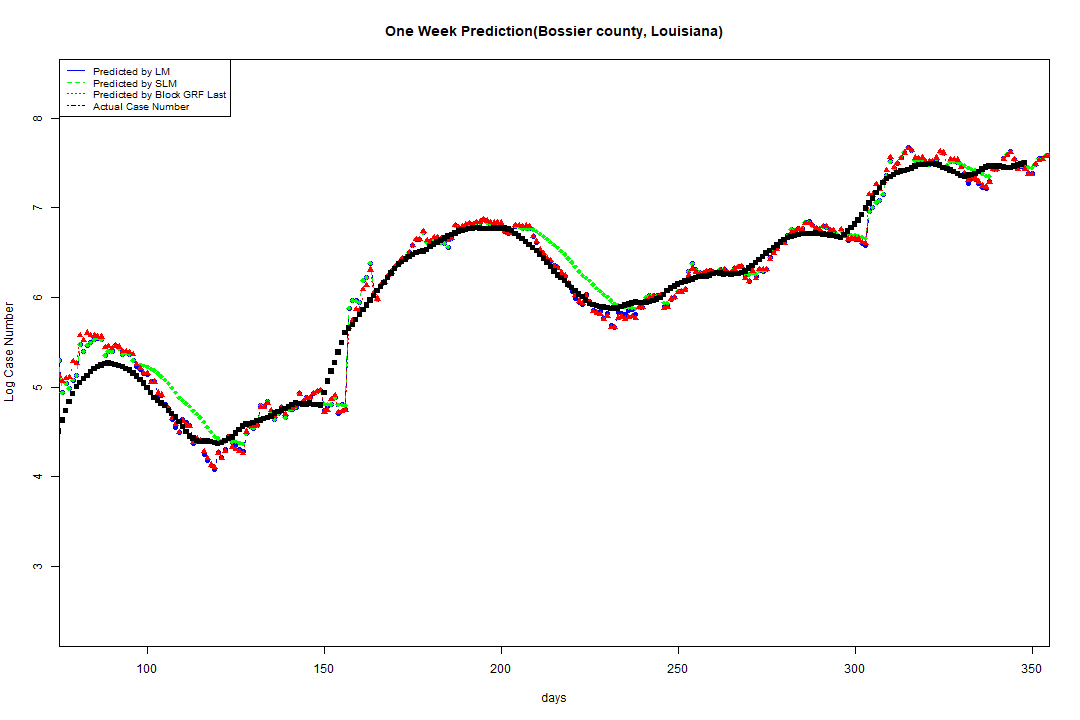 One Week Prediction(Bossier county, Louisiana)
Predicted by LM
Predicted by SLM
Predicted by Block GRF Last
Actual Case Number
8
7
6
5
4
3
Log Case Number
100 150 200 250 300 350
days